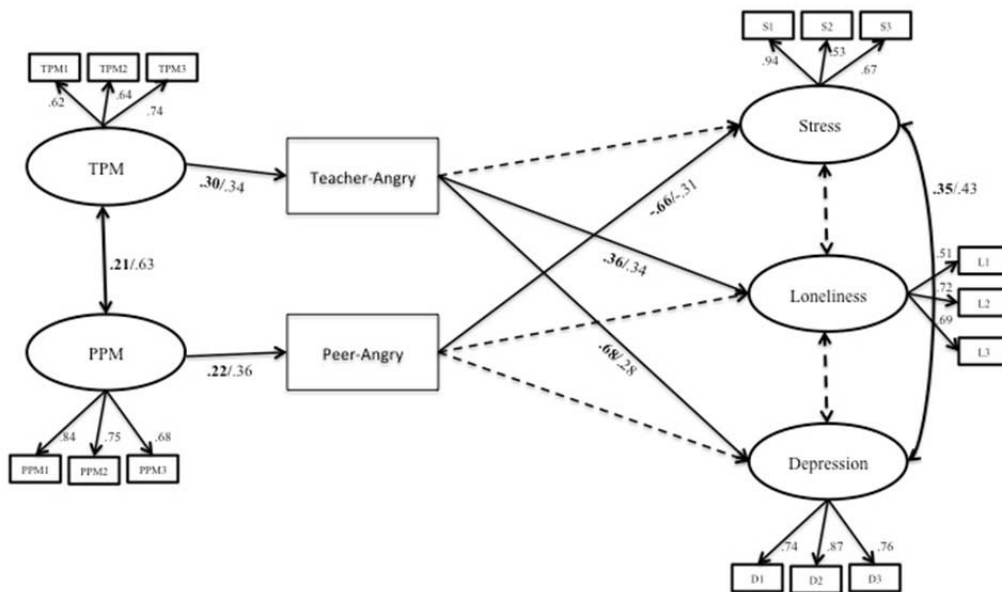 S1 S2 S3
.94 .53 .67
TPM1 TPM2 TPM3
.62 .64 .74
Stress
TPM
.30/.34
Teacher-Angry
-.66/-.31
.35/.43
.21/.63
.36/.34
Loneliness
.51 L1
.72 L2
.69 L3
PPM
.22/.36
Peer-Angry
.68/.28
.84 .75 .68
PPM1 PPM2 PPM3
Depression
.74 .87 .76
D1 D2 D3